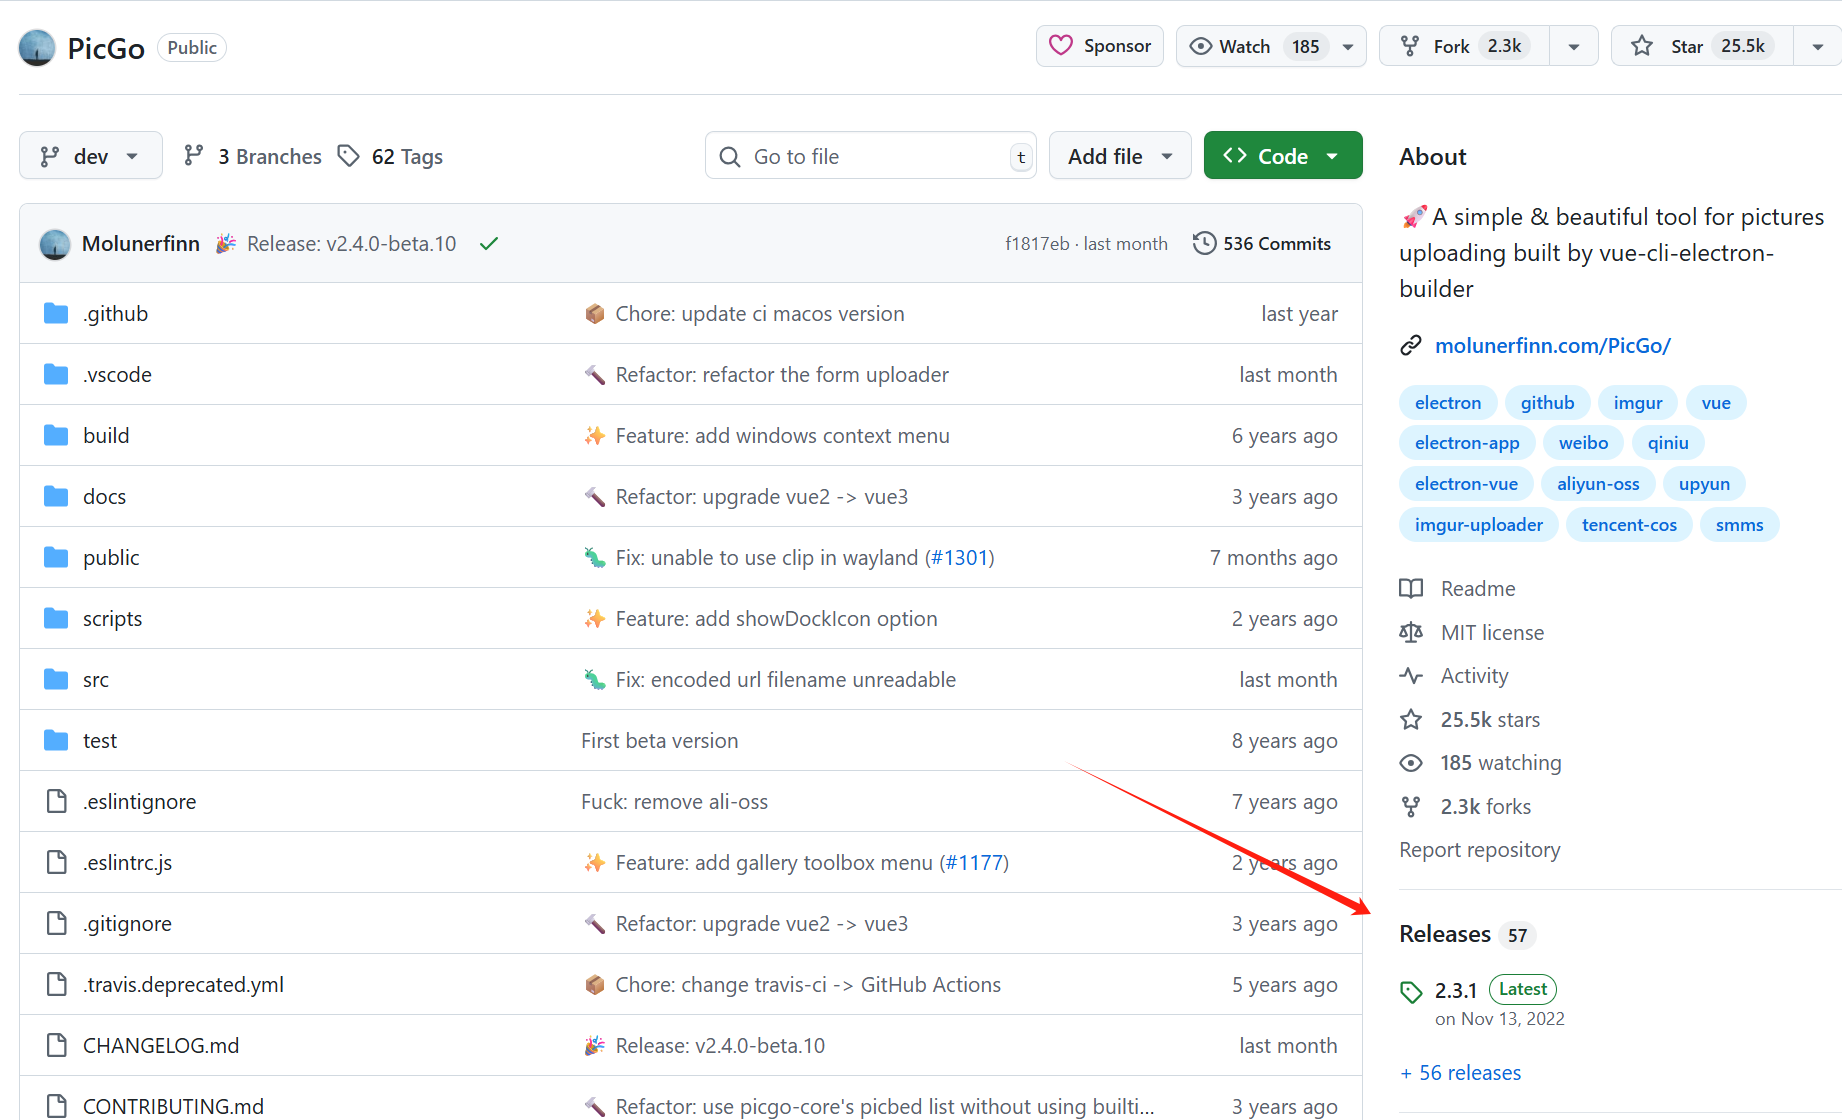 PicGo Public Sponsor Watch 185 Fork 2.3k Star 25.5k
dev 3 Branches 62 Tags Go to file t Add file Code
Molunerfinn 🎉 Release: v2.4.0-beta.10 f1817eb · last month 536 Commits
.github 📦 Chore: update ci macos version last year
.vscode 🔨 Refactor: refactor the form uploader last month
build ✨ Feature: add windows context menu 6 years ago
docs 🔨 Refactor: upgrade vue2 -> vue3 3 years ago
public 🐛 Fix: unable to use clip in wayland (#1301) 7 months ago
scripts ✨ Feature: add showDockIcon option 2 years ago
src 🐛 Fix: encoded url filename unreadable last month
test First beta version 8 years ago
.eslintignore Fuck: remove ali-oss 7 years ago
.eslintrc.js ✨ Feature: add gallery toolbox menu (#1177) 2 years ago
.gitignore 🔨 Refactor: upgrade vue2 -> vue3 3 years ago
.travis.deprecated.yml 📦 Chore: change travis-ci -> GitHub Actions 5 years ago
CHANGELOG.md 🎉 Release: v2.4.0-beta.10 last month
CONTRIBUTING.md 🔨 Refactor: use picgo-core's picbed list without using builti... 3 years ago
About
🚀A simple & beautiful tool for pictures
uploading built by vue-cli-electron-
builder
molunerfinn.com/PicGo/
electron github imgur vue
electron-app weibo qiniu
electron-vue aliyun-oss upyun
imgur-uploader tencent-cos smms
Readme
MIT license
Activity
25.5k stars
185 watching
2.3k forks
Report repository
Releases 57
2.3.1 Latest
on Nov 13, 2022
+ 56 releases